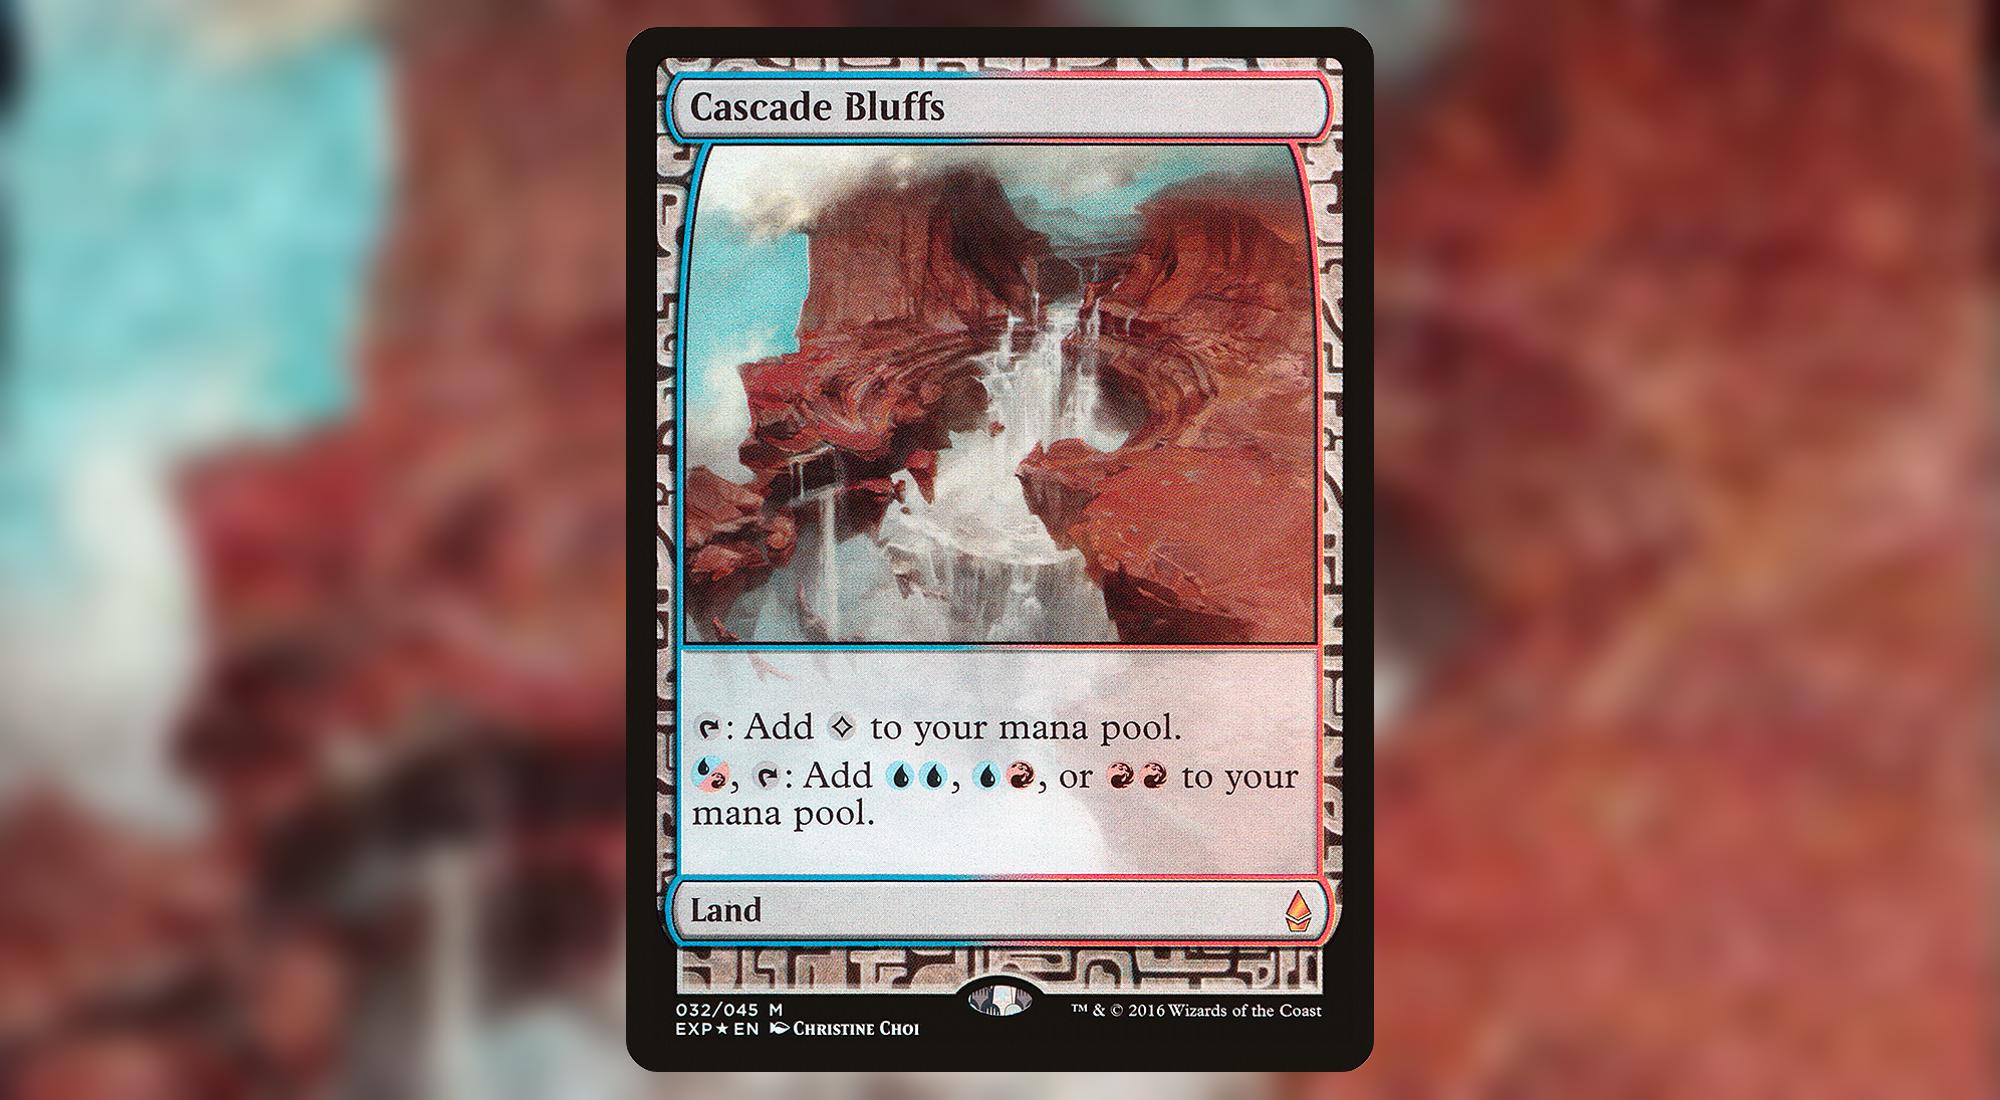 Cascade Bluffs
: Add to your mana pool.
, : Add , , or to your
mana pool.
Land
032/045 M
EXP★EN CHRISTINE CHOI
™ & © 2016 Wizards of the Coast